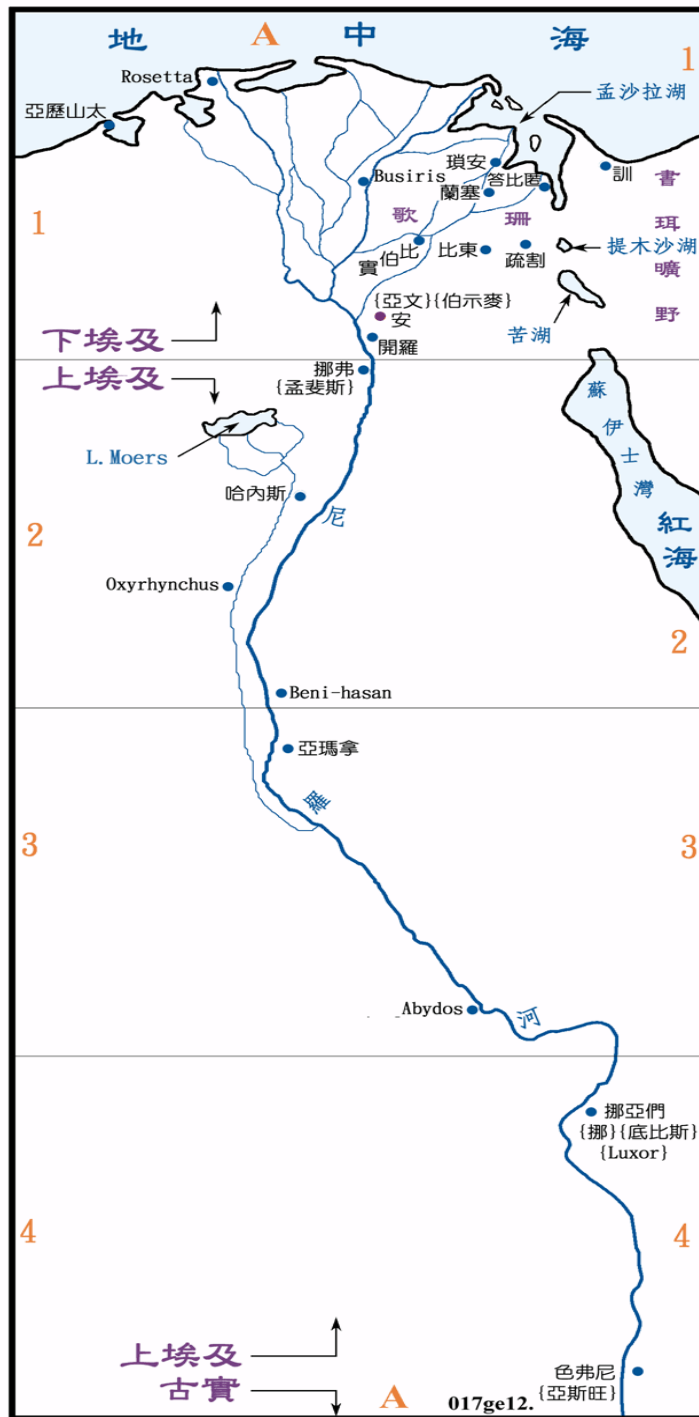 地 A 中 海
1
Rosetta
亞歷山太
孟沙拉湖
瑣安
訓
Busiris
答比匿
蘭塞
書珥曠野
歌珊
1
比伯實
比東
疏割
提木沙湖
{亞文}{伯示麥}
安
苦湖
下埃及
開羅
上埃及
挪弗
{孟斐斯}
蘇伊士灣
L.Moers
哈內斯
尼
紅海
2
Oxyrhynchus
2
Beni-hasan
亞瑪拿
羅
3
3
Abydos
河
挪亞們
{挪}{底比斯}
{Luxor}
4
4
上埃及
色弗尼
古實
{亞斯旺}
A
017ge12.